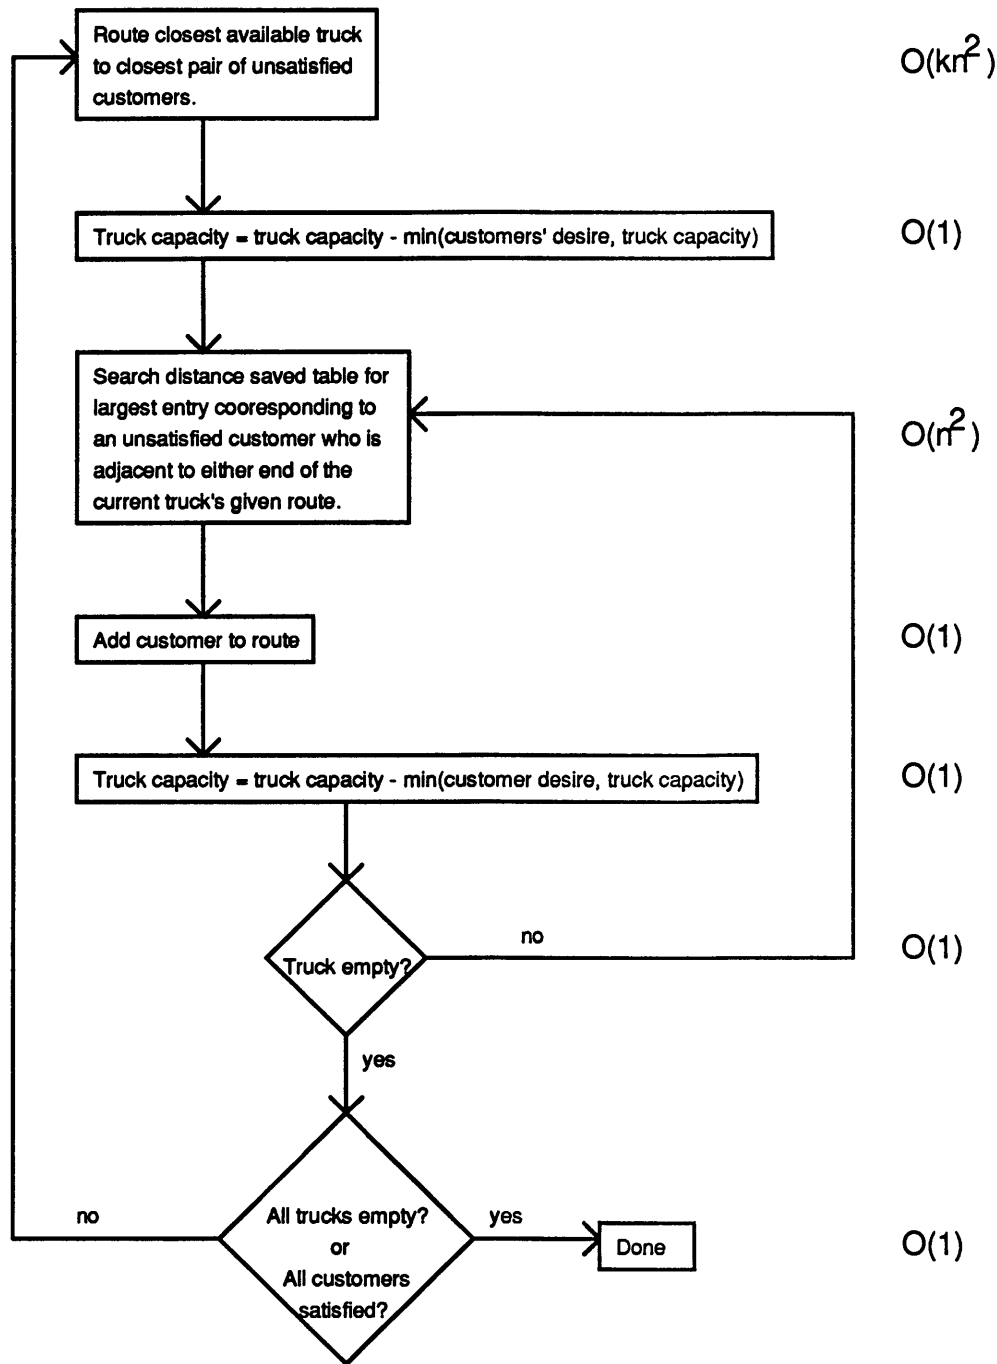 Route closest available truck
to closest pair of unsatisfied
customers.
O(kn²)
Truck capacity = truck capacity - min(customers' desire, truck capacity)
O(1)
Search distance saved table for
largest entry cooresponding to
an unsatisfied customer who is
adjacent to either end of the
current truck's given route.
O(n²)
Add customer to route
O(1)
Truck capacity = truck capacity - min(customer desire, truck capacity)
O(1)
Truck empty?
no
O(1)
yes
no
All trucks empty?
or
All customers
satisfied?
yes
Done
O(1)